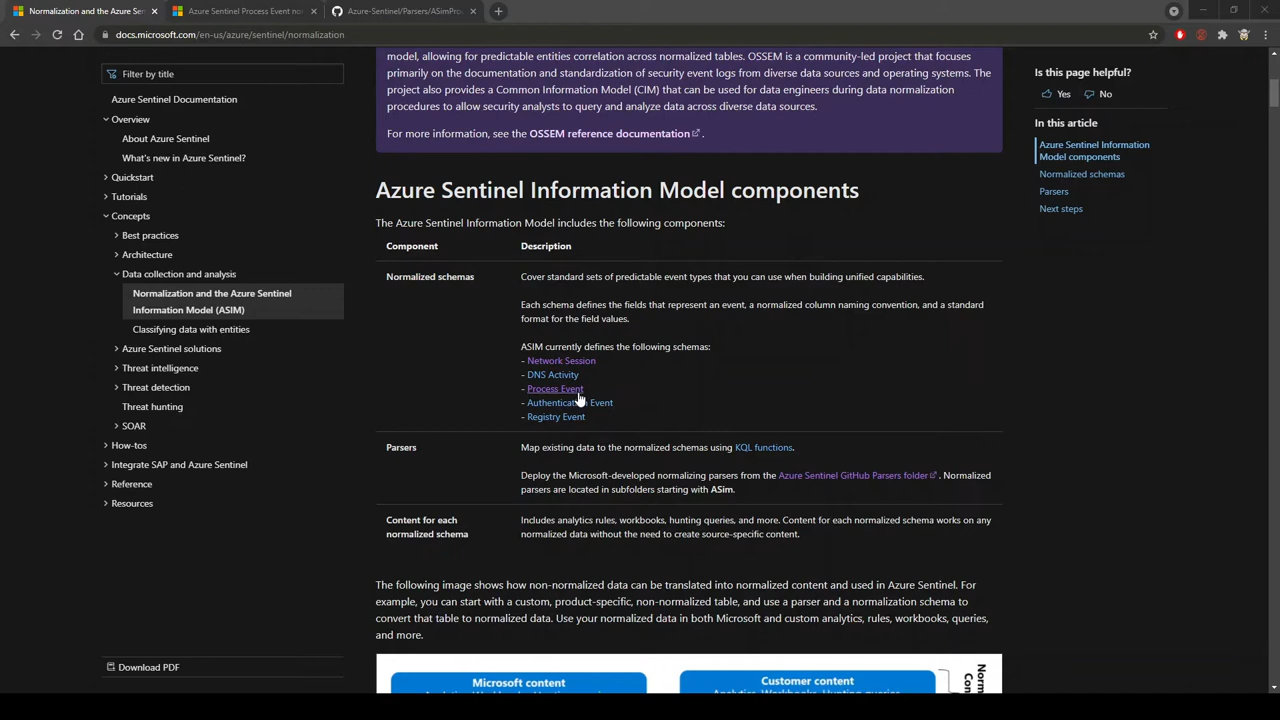 Normalization and the Azure Sen
Azure Sentinel Process Event no
Azure-Sentinel/Parsers/ASimPro
docs.microsoft.com/en-us/azure/sentinel/normalization
Filter by title
Azure Sentinel Documentation
Overview
About Azure Sentinel
What's new in Azure Sentinel?
Quickstart
Tutorials
Concepts
Best practices
Architecture
Data collection and analysis
Normalization and the Azure Sentinel
Information Model (ASIM)
Classifying data with entities
Azure Sentinel solutions
Threat intelligence
Threat detection
Threat hunting
SOAR
How-tos
Integrate SAP and Azure Sentinel
Reference
Resources
Download PDF
model, allowing for predictable entities correlation across normalized tables. OSSEM is a community-led project that focuses
primarily on the documentation and standardization of security event logs from diverse data sources and operating systems. The
project also provides a Common Information Model (CIM) that can be used for data engineers during data normalization
procedures to allow security analysts to query and analyze data across diverse data sources.
For more information, see the OSSEM reference documentation .
Azure Sentinel Information Model components
The Azure Sentinel Information Model includes the following components:
Component Description
Normalized schemas Cover standard sets of predictable event types that you can use when building unified capabilities.
Each schema defines the fields that represent an event, a normalized column naming convention, and a standard
format for the field values.
ASIM currently defines the following schemas:
- Network Session
- DNS Activity
- Process Event
- Authentication Event
- Registry Event
Parsers Map existing data to the normalized schemas using KQL functions.
Deploy the Microsoft-developed normalizing parsers from the Azure Sentinel GitHub Parsers folder . Normalized
parsers are located in subfolders starting with ASim.
Content for each Includes analytics rules, workbooks, hunting queries, and more. Content for each normalized schema works on any
normalized schema normalized data without the need to create source-specific content.
The following image shows how non-normalized data can be translated into normalized content and used in Azure Sentinel. For
example, you can start with a custom, product-specific, non-normalized table, and use a parser and a normalization schema to
convert that table to normalized data. Use your normalized data in both Microsoft and custom analytics, rules, workbooks, queries,
and more.
Microsoft content
Customer content
Is this page helpful?
Yes No
In this article
Azure Sentinel Information
Model components
Normalized schemas
Parsers
Next steps